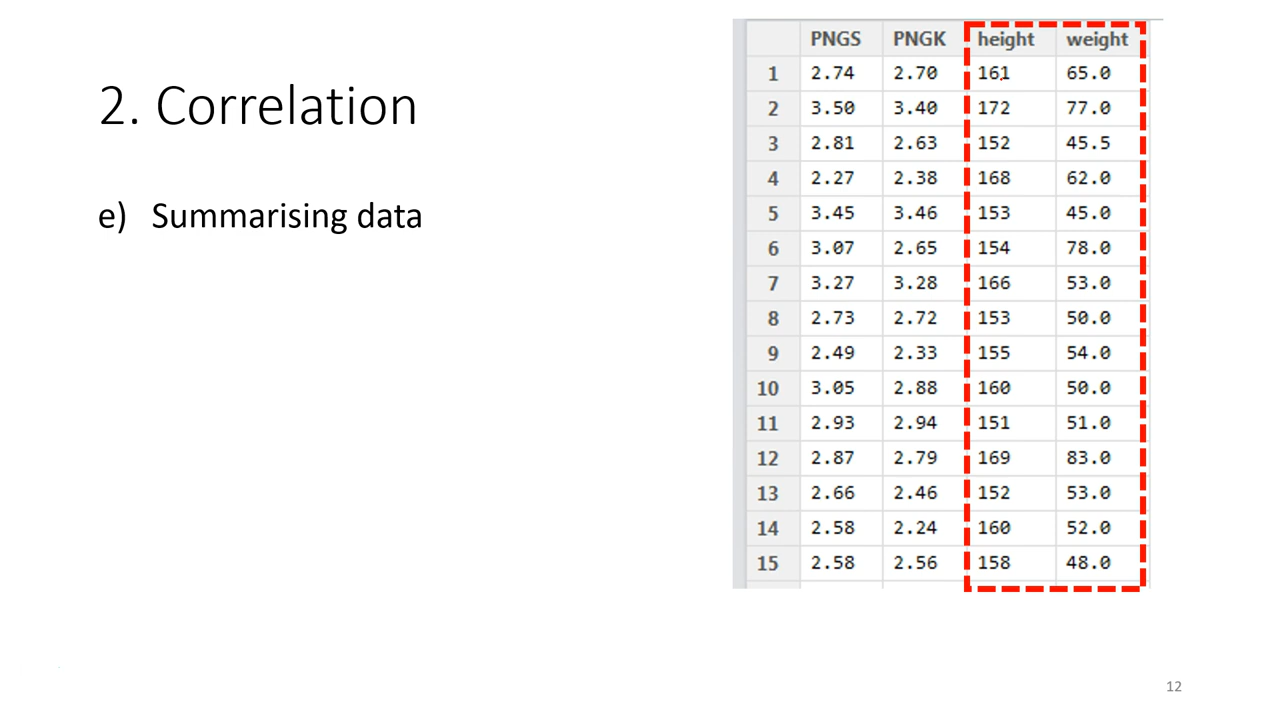 2. Correlation
e) Summarising data
PNGS PNGK height weight
1 2.74 2.70 161 65.0
2 3.50 3.40 172 77.0
3 2.81 2.63 152 45.5
4 2.27 2.38 168 62.0
5 3.45 3.46 153 45.0
6 3.07 2.65 154 78.0
7 3.27 3.28 166 53.0
8 2.73 2.72 153 50.0
9 2.49 2.33 155 54.0
10 3.05 2.88 160 50.0
11 2.93 2.94 151 51.0
12 2.87 2.79 169 83.0
13 2.66 2.46 152 53.0
14 2.58 2.24 160 52.0
15 2.58 2.56 158 48.0
12